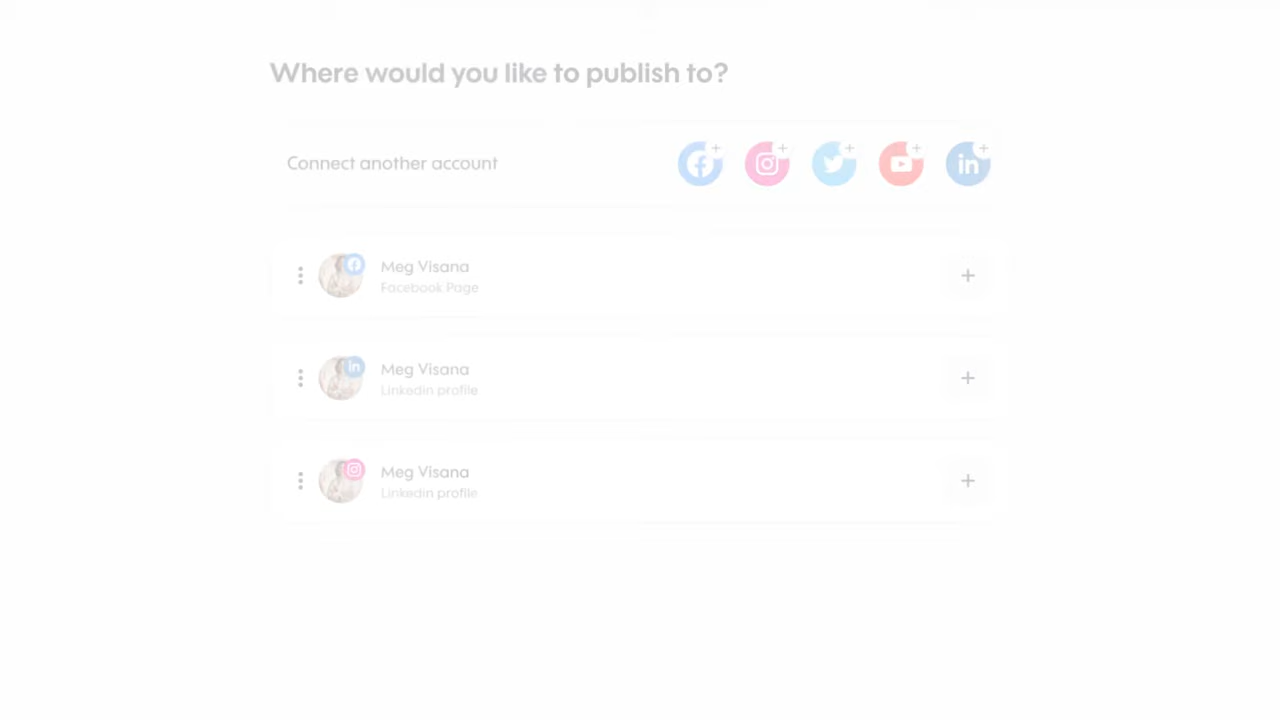 Where would you like to publish to?
Connect another account
Meg Visana
Facebook Page
Meg Visana
Linkedin profile
Meg Visana
Linkedin profile